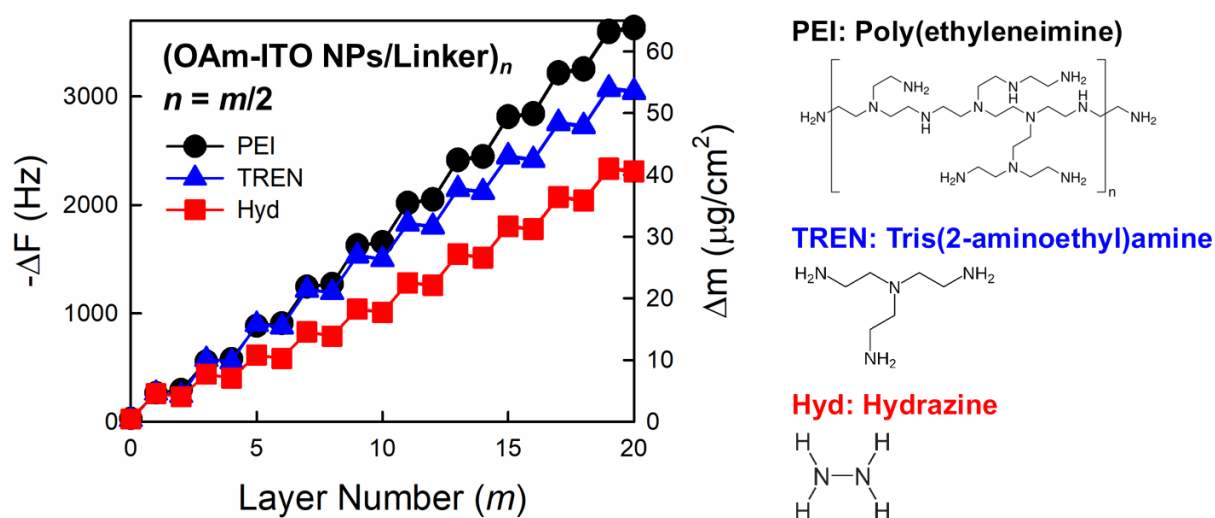 (OAm-ITO NPs/Linker)n
n = m/2
PEI
TREN
Hyd
-ΔF (Hz)
0
1000
2000
3000
0
5
10
15
20
Layer Number (m)
0
10
20
30
40
50
60
Δm (μg/cm²)
PEI: Poly(ethyleneimine)
NH₂
NH₂
H₂N
N
N
H
N
N
H
N
H
N
NH₂
N
H₂N
NH₂
n
TREN: Tris(2-aminoethyl)amine
NH₂
NH₂
N
NH₂
Hyd: Hydrazine
H H
N N
H H